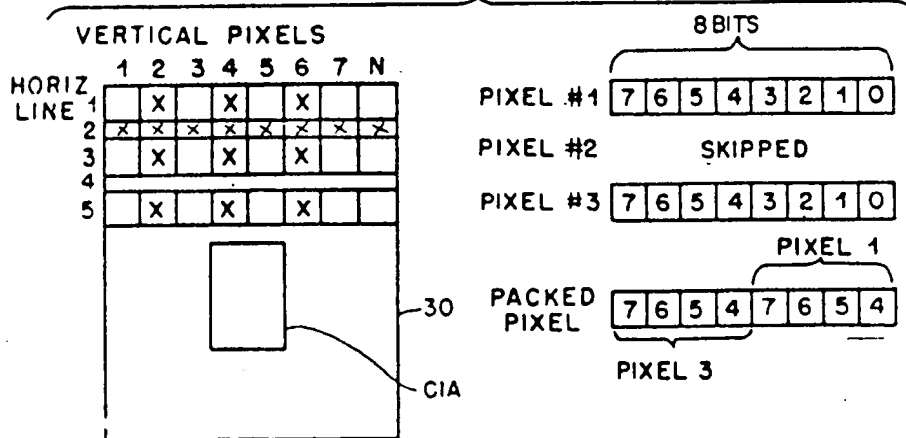 VERTICAL PIXELS
1 2 3 4 5 6 7 N
HORIZ LINE
1 X X X
2 X X X X X X X X
3 X X X
4
5 X X X
30
C1A
8 BITS
PIXEL #1 7 6 5 4 3 2 1 0
PIXEL #2 SKIPPED
PIXEL #3 7 6 5 4 3 2 1 0
PIXEL 1
PACKED PIXEL 7 6 5 4 7 6 5 4
PIXEL 3